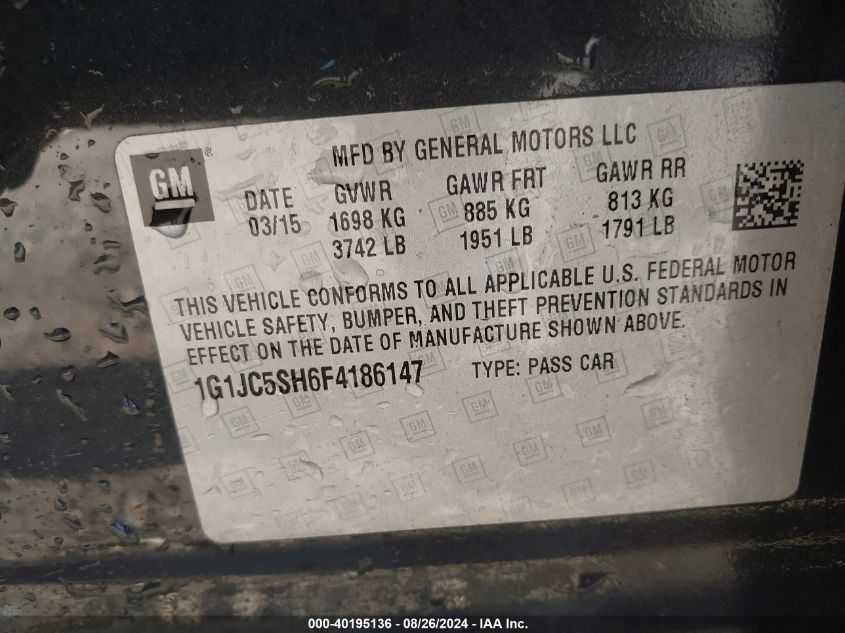 GM ®
MFD BY GENERAL MOTORS LLC
DATE GVWR GAWR FRT GAWR RR
03/15 1698 KG 885 KG 813 KG
3742 LB 1951 LB 1791 LB
THIS VEHICLE CONFORMS TO ALL APPLICABLE U.S. FEDERAL MOTOR
VEHICLE SAFETY, BUMPER, AND THEFT PREVENTION STANDARDS IN
EFFECT ON THE DATE OF MANUFACTURE SHOWN ABOVE.
1G1JC5SH6F4186147 TYPE: PASS CAR
000-40195136 - 08/26/2024 - IAA Inc.